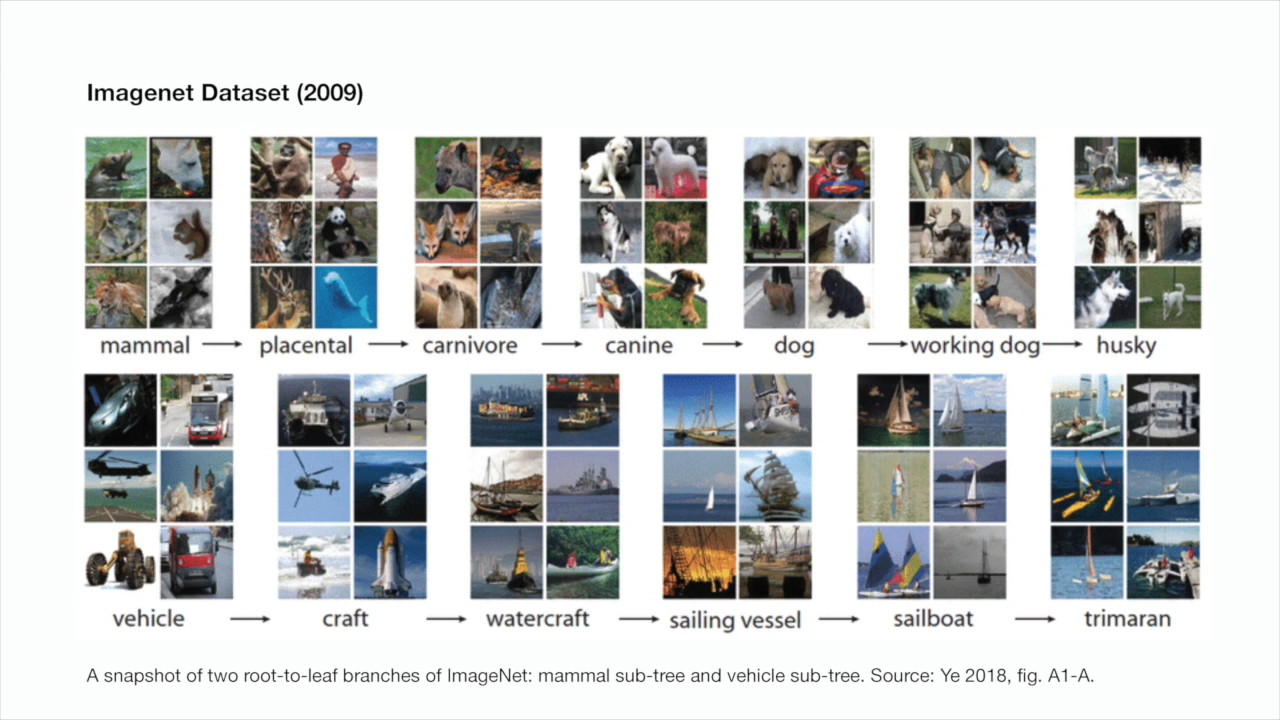 Imagenet Dataset (2009)
mammal → placental → carnivore → canine → dog → working dog → husky
vehicle → craft → watercraft → sailing vessel → sailboat → trimaran
A snapshot of two root-to-leaf branches of ImageNet: mammal sub-tree and vehicle sub-tree. Source: Ye 2018, fig. A1-A.